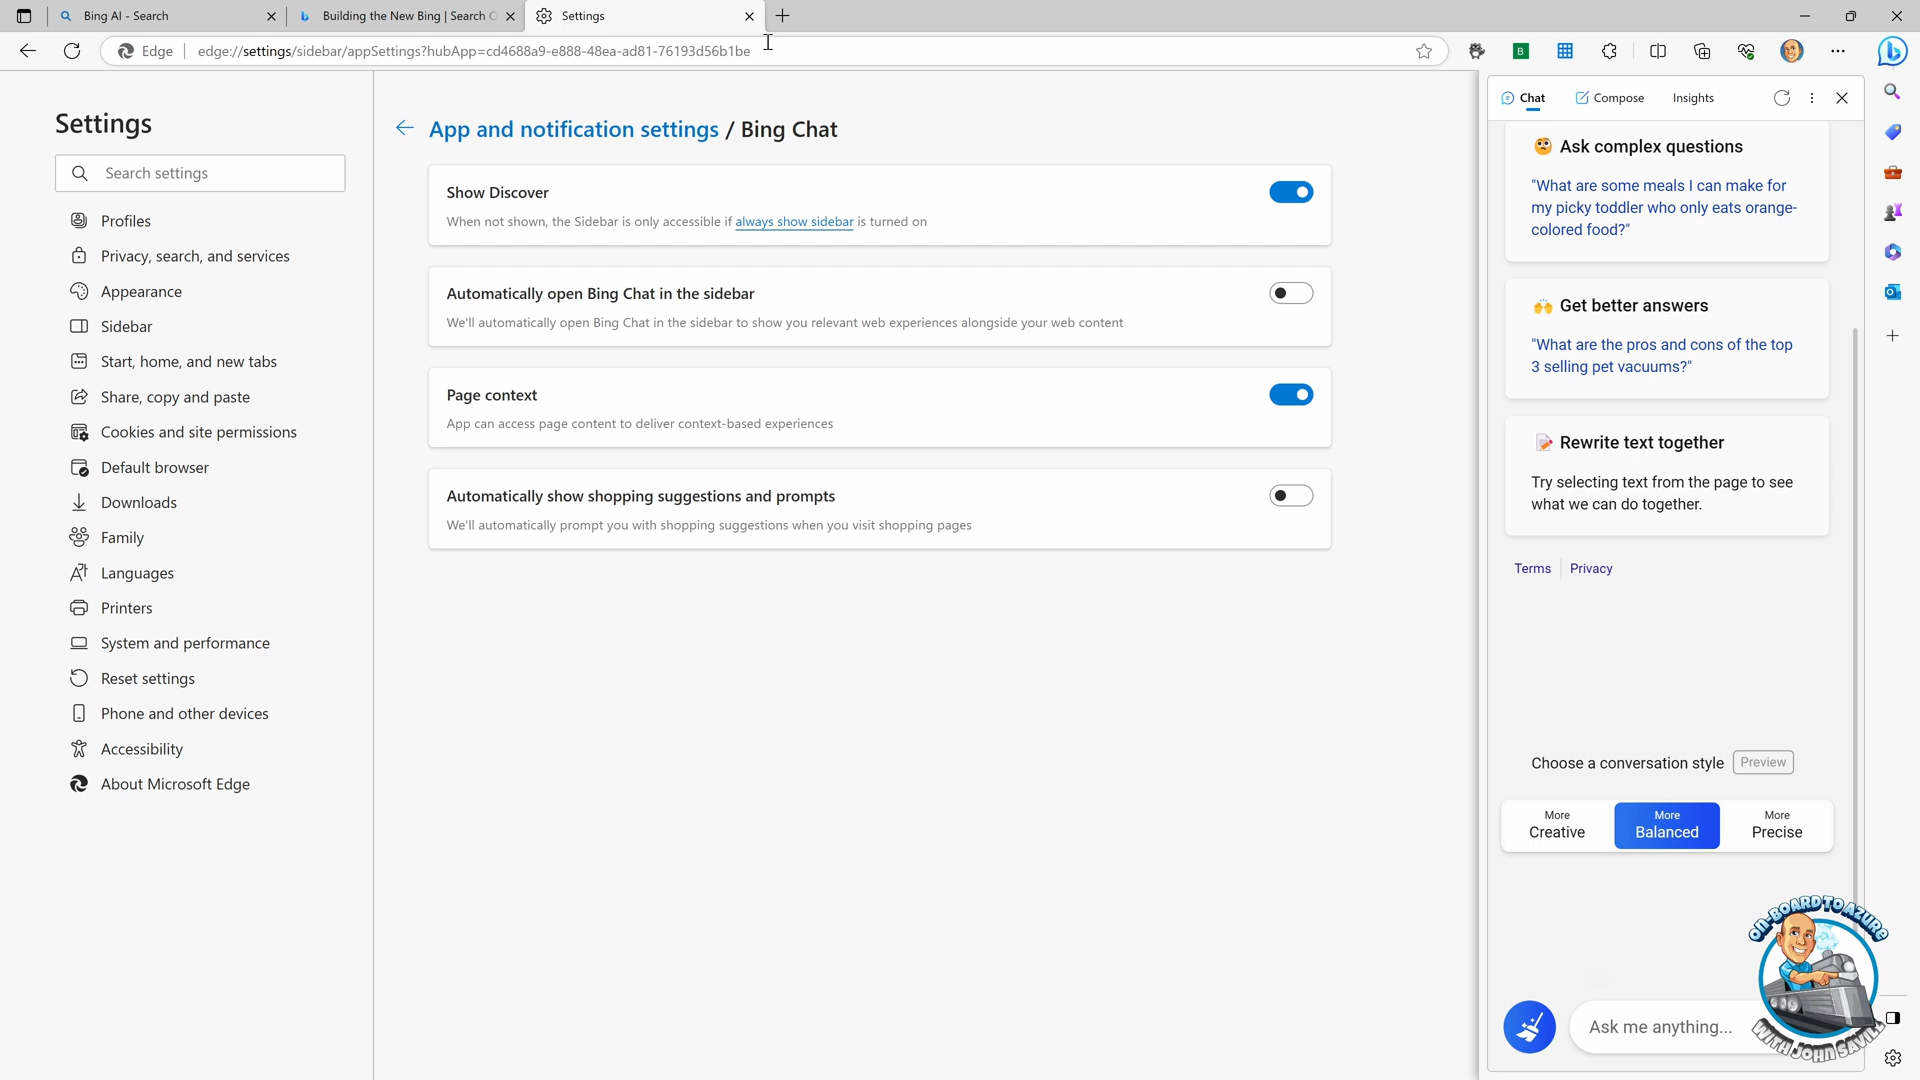 Bing AI - Search
Building the New Bing | Search
Settings
Edge
edge://settings/sidebar/appSettings?hubApp=cd4688a9-e888-48ea-ad81-76193d56b1be
Settings
Search settings
Profiles
Privacy, search, and services
Appearance
Sidebar
Start, home, and new tabs
Share, copy and paste
Cookies and site permissions
Default browser
Downloads
Family
Languages
Printers
System and performance
Reset settings
Phone and other devices
Accessibility
About Microsoft Edge
App and notification settings / Bing Chat
Show Discover
When not shown, the Sidebar is only accessible if always show sidebar is turned on
Automatically open Bing Chat in the sidebar
We'll automatically open Bing Chat in the sidebar to show you relevant web experiences alongside your web content
Page context
App can access page content to deliver context-based experiences
Automatically show shopping suggestions and prompts
We'll automatically prompt you with shopping suggestions when you visit shopping pages
Chat
Compose
Insights
Ask complex questions
"What are some meals I can make for
my picky toddler who only eats orange-
colored food?"
Get better answers
"What are the pros and cons of the top
3 selling pet vacuums?"
Rewrite text together
Try selecting text from the page to see
what we can do together.
Terms
Privacy
Choose a conversation style Preview
More Creative
More Balanced
More Precise
Ask me anything...
ON-BOARD TO AZURE
WITH JOHN SAVILL